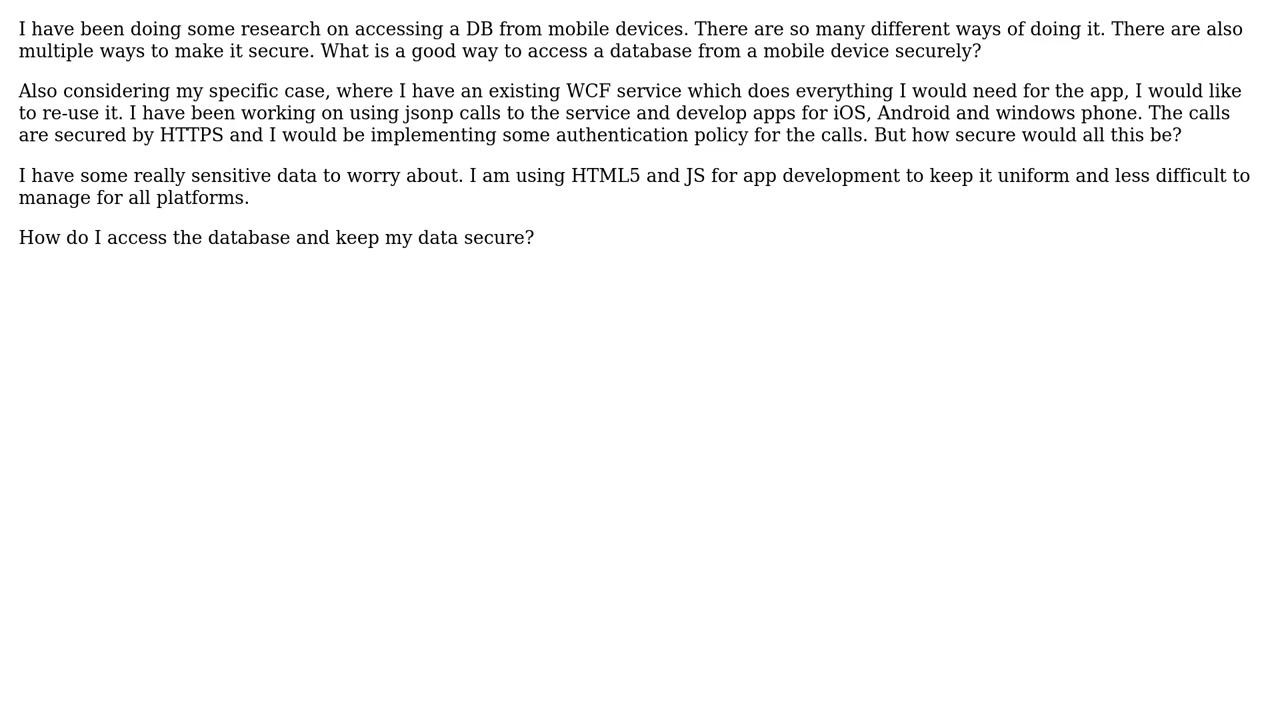 I have been doing some research on accessing a DB from mobile devices. There are so many different ways of doing it. There are also
multiple ways to make it secure. What is a good way to access a database from a mobile device securely?
Also considering my specific case, where I have an existing WCF service which does everything I would need for the app, I would like
to re-use it. I have been working on using jsonp calls to the service and develop apps for iOS, Android and windows phone. The calls
are secured by HTTPS and I would be implementing some authentication policy for the calls. But how secure would all this be?
I have some really sensitive data to worry about. I am using HTML5 and JS for app development to keep it uniform and less difficult to
manage for all platforms.
How do I access the database and keep my data secure?